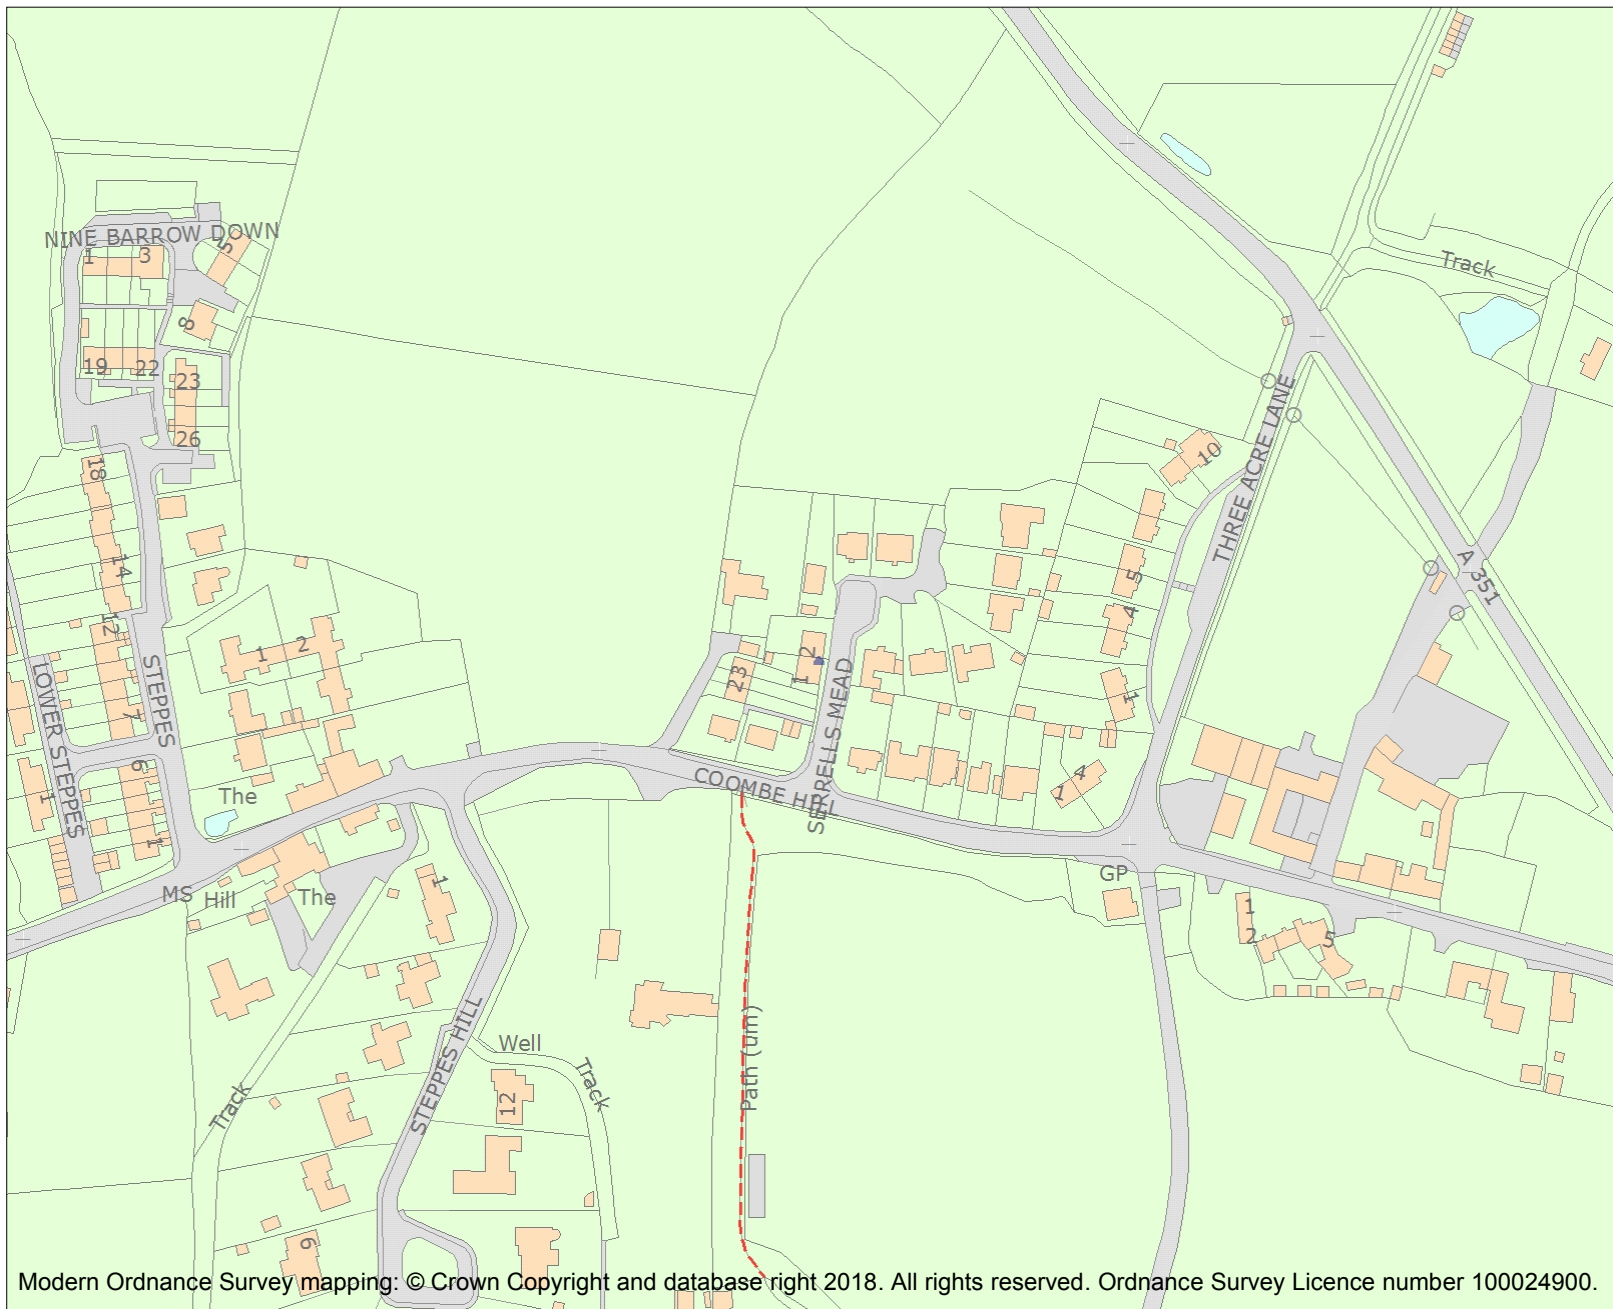 NINE BARROW DOWN
1
3
5
8
Track
19
22
23
26
18
10
THREE ACRE LANE
14
5
A 351
12
4
1
2
2
1
STEPPES
LOWER STEPPES
23
SERRELLS MEAD
1
7
6
COOMBE HILL
4
1
1
The
1
MS
Hill
The
1
GP
1
2
5
STEPPES HILL
Well
Track
Path (um)
Track
12
9
Modern Ordnance Survey mapping: © Crown Copyright and database right 2018. All rights reserved. Ordnance Survey Licence number 100024900.